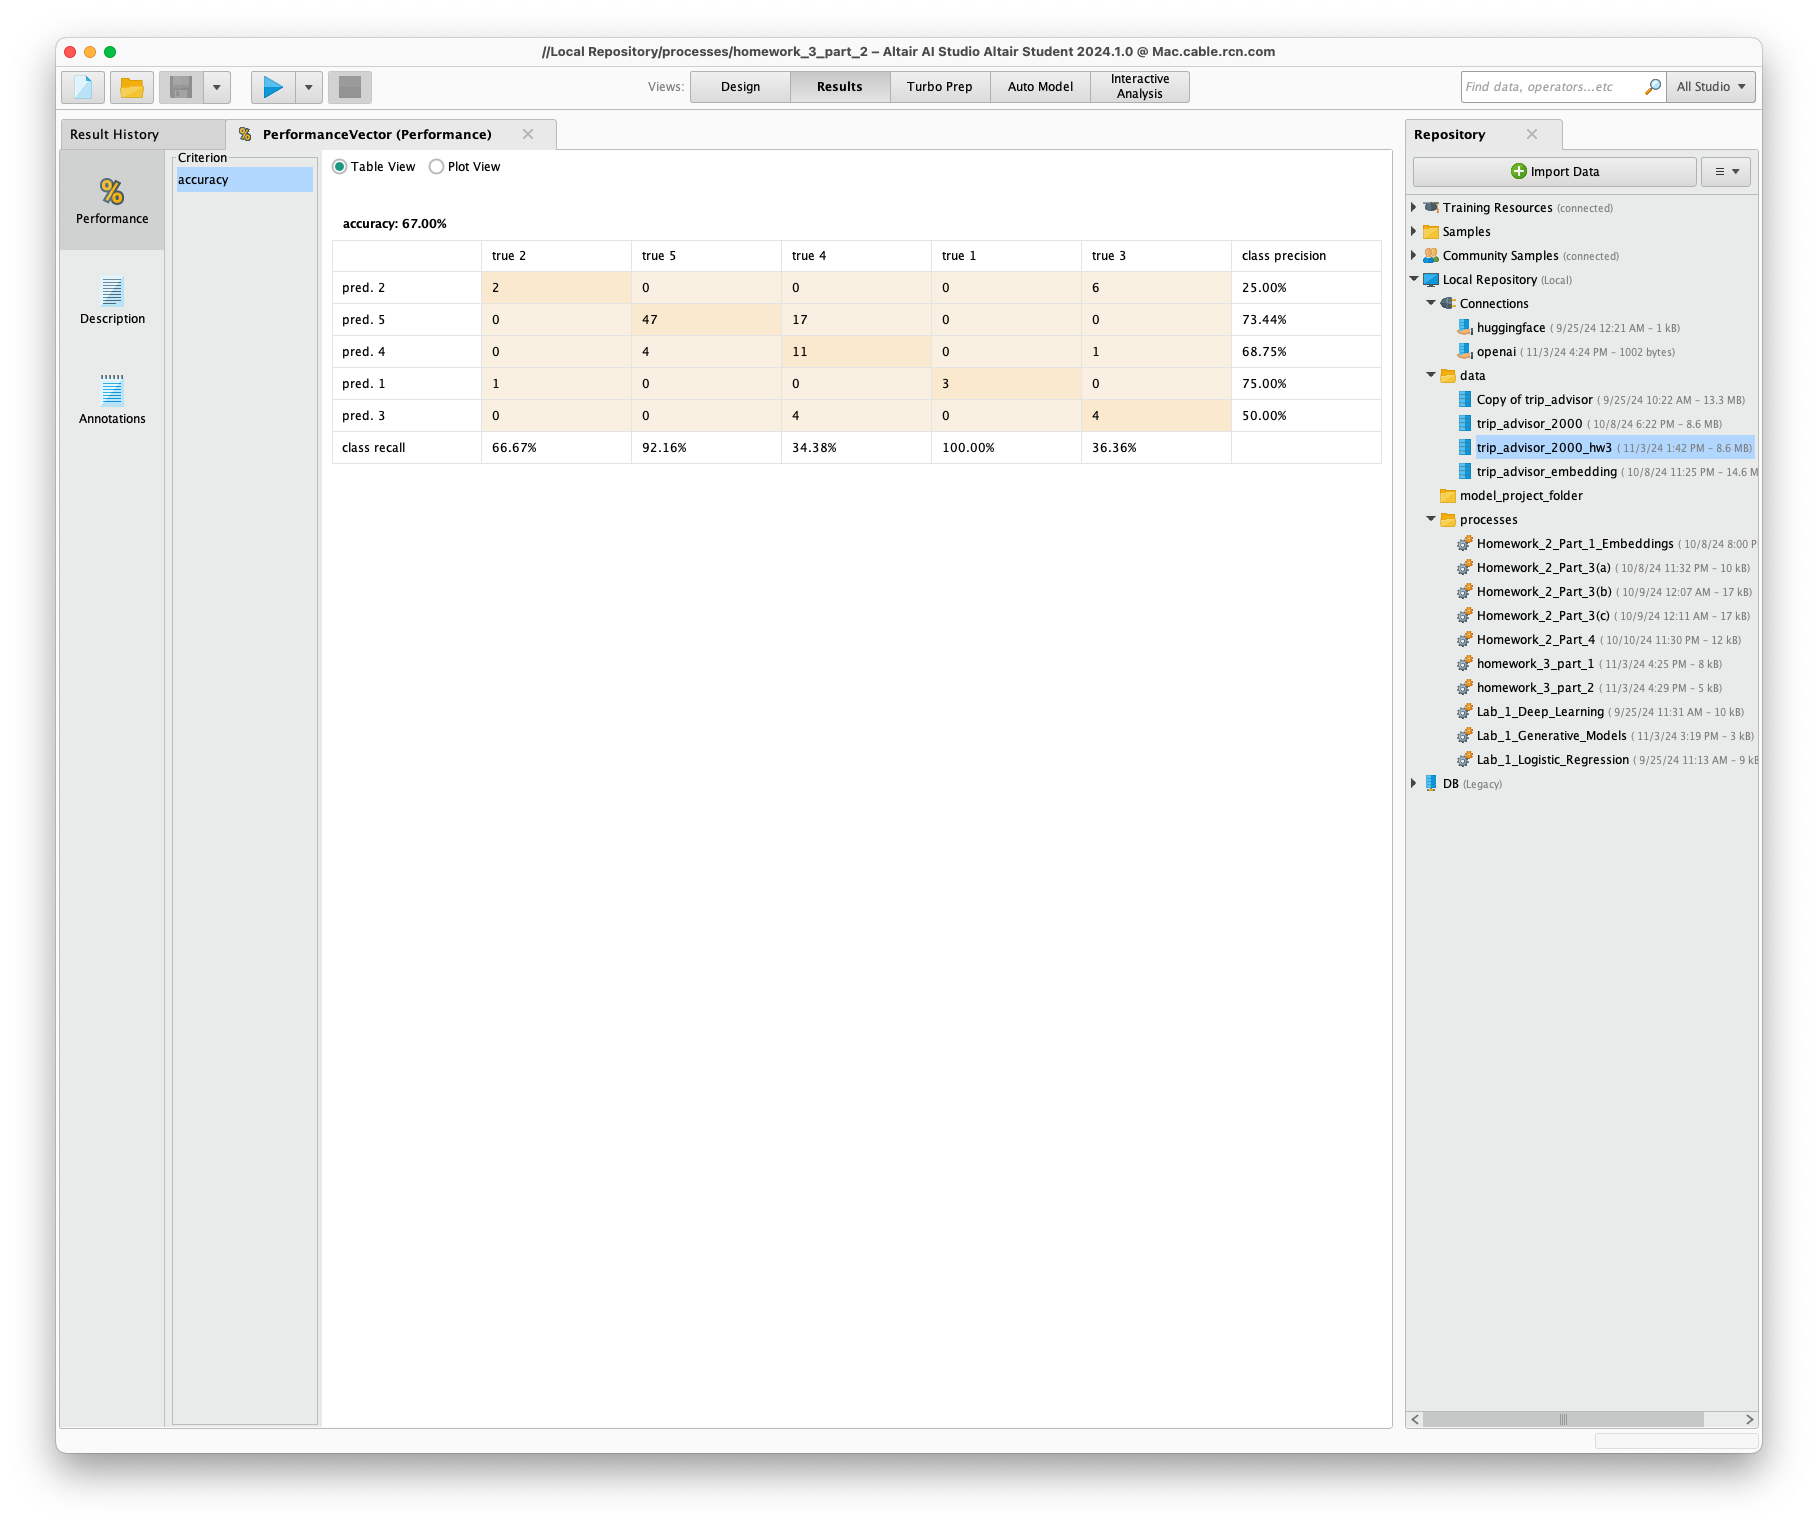 //Local Repository/processes/homework_3_part_2 – Altair AI Studio Altair Student 2024.1.0 @ Mac.cable.rcn.com
Views: Design Results Turbo Prep Auto Model Interactive Analysis
Find data, operators...etc All Studio
Result History
PerformanceVector (Performance)
Performance
Description
Annotations
Criterion
accuracy
Table View Plot View
accuracy: 67.00%
true 2 true 5 true 4 true 1 true 3 class precision
pred. 2 2 0 0 0 6 25.00%
pred. 5 0 47 17 0 0 73.44%
pred. 4 0 4 11 0 1 68.75%
pred. 1 1 0 0 3 0 75.00%
pred. 3 0 0 4 0 4 50.00%
class recall 66.67% 92.16% 34.38% 100.00% 36.36%
Repository
Import Data
Training Resources (connected)
Samples
Community Samples (connected)
Local Repository (Local)
Connections
huggingface ( 9/25/24 12:21 AM – 1 kB)
openai ( 11/3/24 4:24 PM – 1002 bytes)
data
Copy of trip_advisor ( 9/25/24 10:22 AM – 13.3 MB)
trip_advisor_2000 ( 10/8/24 6:22 PM – 8.6 MB)
trip_advisor_2000_hw3 ( 11/3/24 1:42 PM – 8.6 MB)
trip_advisor_embedding ( 10/8/24 11:25 PM – 14.6 M
model_project_folder
processes
Homework_2_Part_1_Embeddings ( 10/8/24 8:00 P
Homework_2_Part_3(a) ( 10/8/24 11:32 PM – 10 kB)
Homework_2_Part_3(b) ( 10/9/24 12:07 AM – 17 kB)
Homework_2_Part_3(c) ( 10/9/24 12:11 AM – 17 kB)
Homework_2_Part_4 ( 10/10/24 11:30 PM – 12 kB)
homework_3_part_1 ( 11/3/24 4:25 PM – 8 kB)
homework_3_part_2 ( 11/3/24 4:29 PM – 5 kB)
Lab_1_Deep_Learning ( 9/25/24 11:31 AM – 10 kB)
Lab_1_Generative_Models ( 11/3/24 3:19 PM – 3 kB)
Lab_1_Logistic_Regression ( 9/25/24 11:13 AM – 9 kB
DB (Legacy)